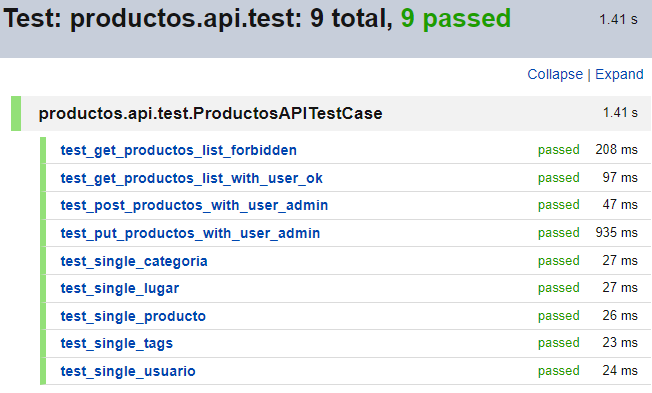 Test: productos.api.test: 9 total, 9 passed 1.41 s
Collapse | Expand
productos.api.test.ProductosAPITestCase 1.41 s
test_get_productos_list_forbidden passed 208 ms
test_get_productos_list_with_user_ok passed 97 ms
test_post_productos_with_user_admin passed 47 ms
test_put_productos_with_user_admin passed 935 ms
test_single_categoria passed 27 ms
test_single_lugar passed 27 ms
test_single_producto passed 26 ms
test_single_tags passed 23 ms
test_single_usuario passed 24 ms